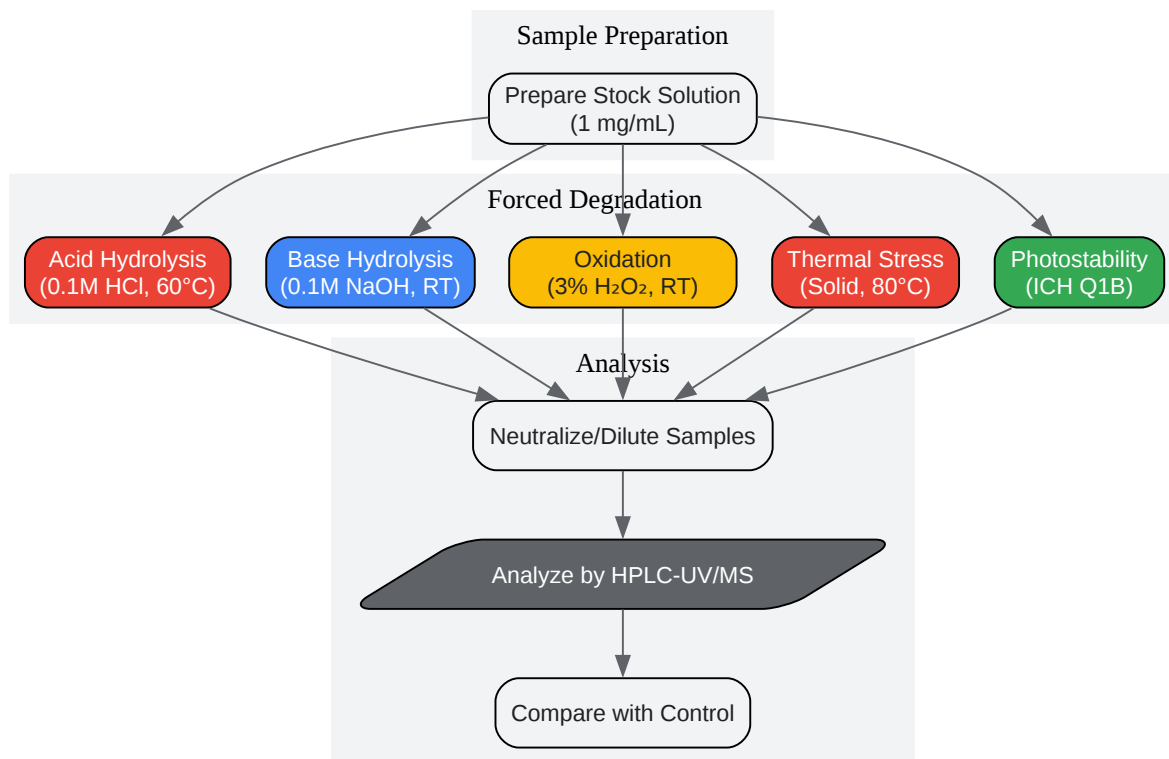 Sample Preparation
Prepare Stock Solution
(1 mg/mL)
Forced Degradation
Acid Hydrolysis
(0.1M HCl, 60°C)
Base Hydrolysis
(0.1M NaOH, RT)
Oxidation
(3% H₂O₂, RT)
Thermal Stress
(Solid, 80°C)
Photostability
(ICH Q1B)
Analysis
Neutralize/Dilute Samples
Analyze by HPLC-UV/MS
Compare with Control